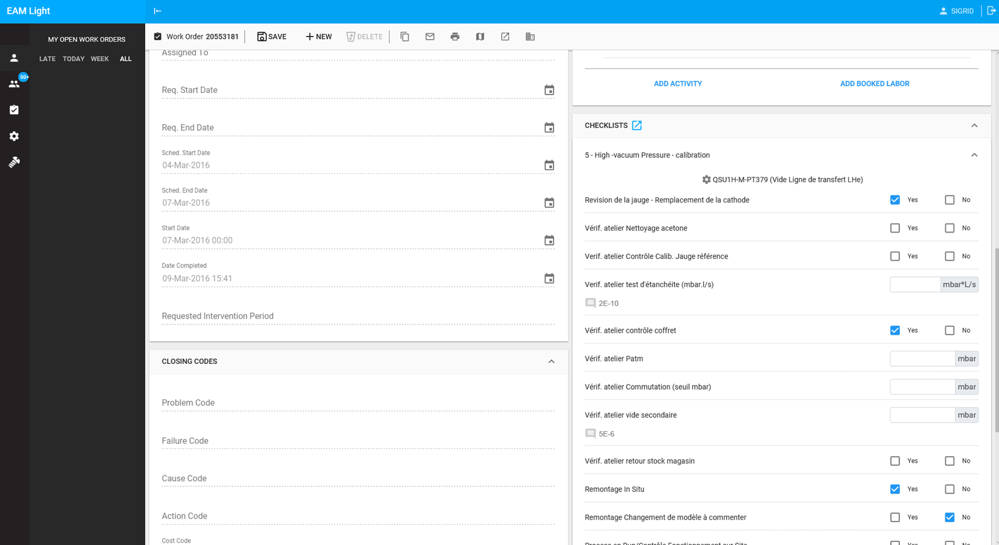 EAM Light
SIGRID
MY OPEN WORK ORDERS
LATE TODAY WEEK ALL
99+
Work Order 20553181
SAVE
NEW
DELETE
Assigned To
Req. Start Date
Req. End Date
Sched. Start Date
04-Mar-2016
Sched. End Date
07-Mar-2016
Start Date
07-Mar-2016 00:00
Date Completed
09-Mar-2016 15:41
Requested Intervention Period
CLOSING CODES
Problem Code
Failure Code
Cause Code
Action Code
Cost Code
ADD ACTIVITY ADD BOOKED LABOR
CHECKLISTS
5 - High -vacuum Pressure - calibration
QSU1H-M-PT379 (Vide Ligne de transfert LHe)
Revision de la jauge - Remplacement de la cathode Yes No
Vérif. atelier Nettoyage acetone Yes No
Verif. atelier Contrôle Calib. Jauge référence Yes No
Verif. atelier test d'étanchéite (mbar.l/s) mbar*L/s
2E-10
Vérif. atelier contrôle coffret Yes No
Vérif. atelier Patm mbar
Vérif. atelier Commutation (seuil mbar) mbar
Vérif. atelier vide secondaire mbar
5E-6
Vérif. atelier retour stock magasin Yes No
Remontage In Situ Yes No
Remontage Changement de modèle à commenter Yes No